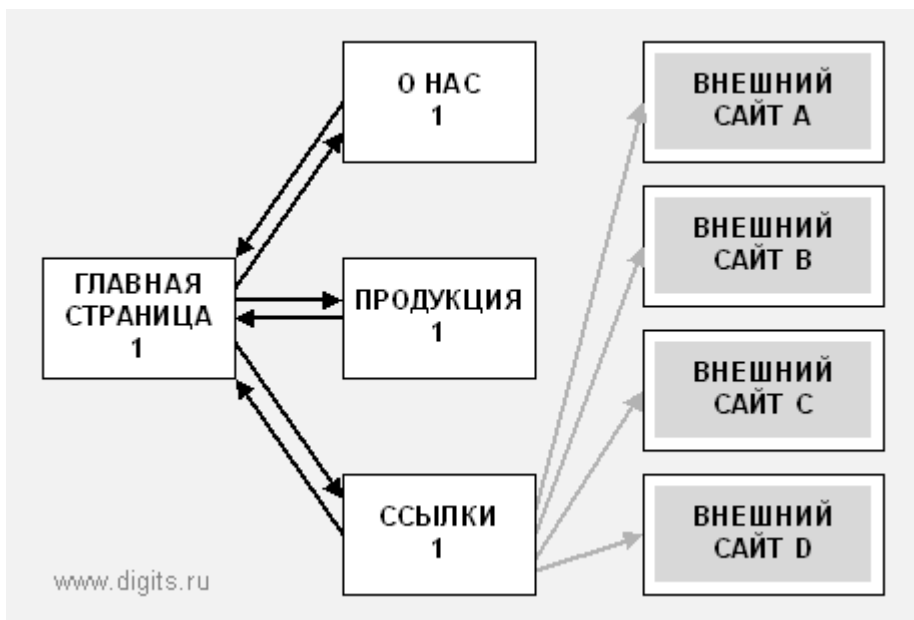 О НАС
1
ВНЕШНИЙ
САЙТ A
ВНЕШНИЙ
САЙТ B
ГЛАВНАЯ
СТРАНИЦА
1
ПРОДУКЦИЯ
1
ВНЕШНИЙ
САЙТ C
ССЫЛКИ
1
ВНЕШНИЙ
САЙТ D
www.digits.ru